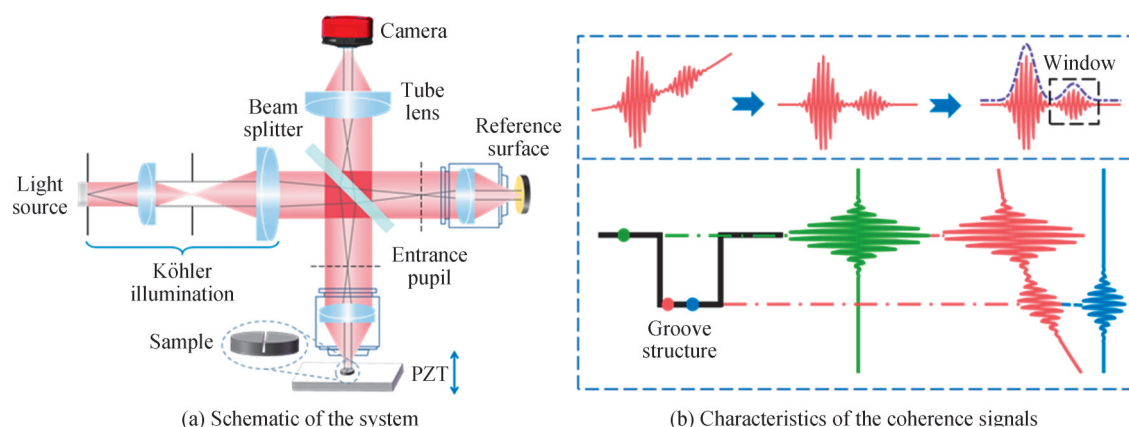 Camera
Tube
lens
Beam
splitter
Reference
surface
Light
source
Entrance
pupil
Köhler
illumination
Sample
PZT
(a) Schematic of the system
Window
Groove
structure
(b) Characteristics of the coherence signals